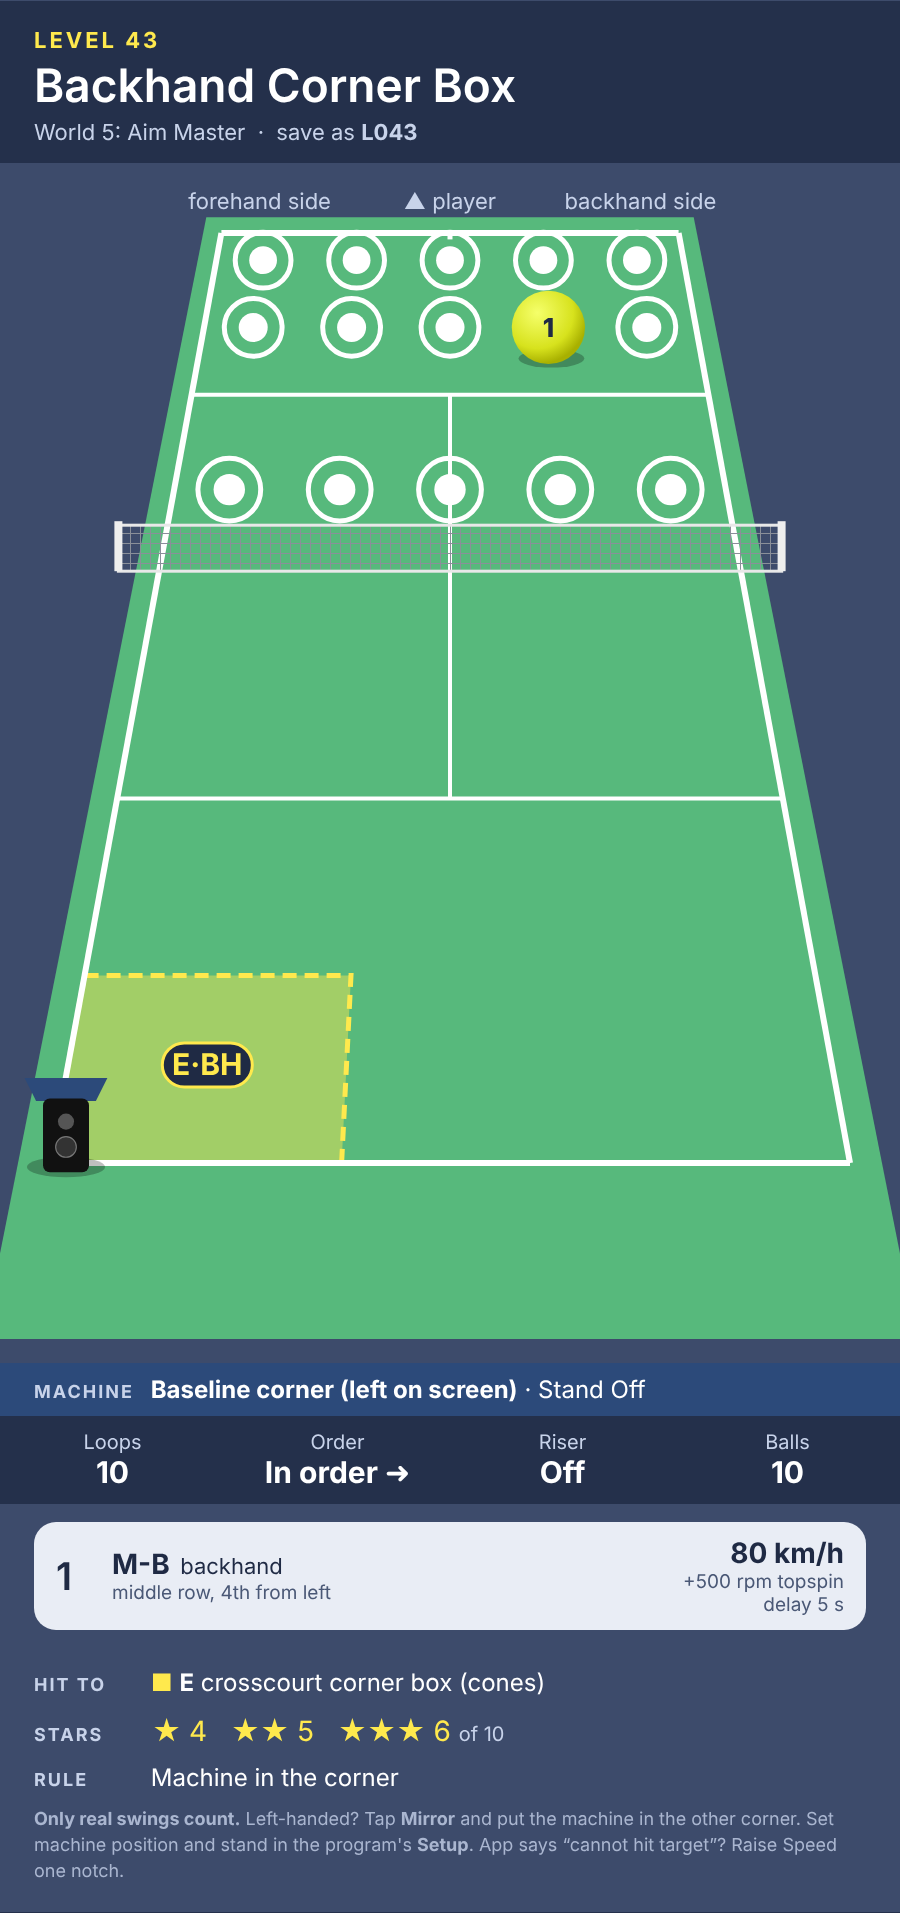 LEVEL 43
Backhand Corner Box
World 5: Aim Master · save as L043
forehand side ▲ player backhand side
1
E·BH
MACHINE Baseline corner (left on screen) · Stand Off
Loops Order Riser Balls
10 In order ➜ Off 10
1 M-B backhand 80 km/h
middle row, 4th from left +500 rpm topspin
delay 5 s
HIT TO E crosscourt corner box (cones)
STARS ★ 4 ★★ 5 ★★★ 6 of 10
RULE Machine in the corner
Only real swings count. Left-handed? Tap Mirror and put the machine in the other corner. Set
machine position and stand in the program's Setup. App says “cannot hit target”? Raise Speed
one notch.